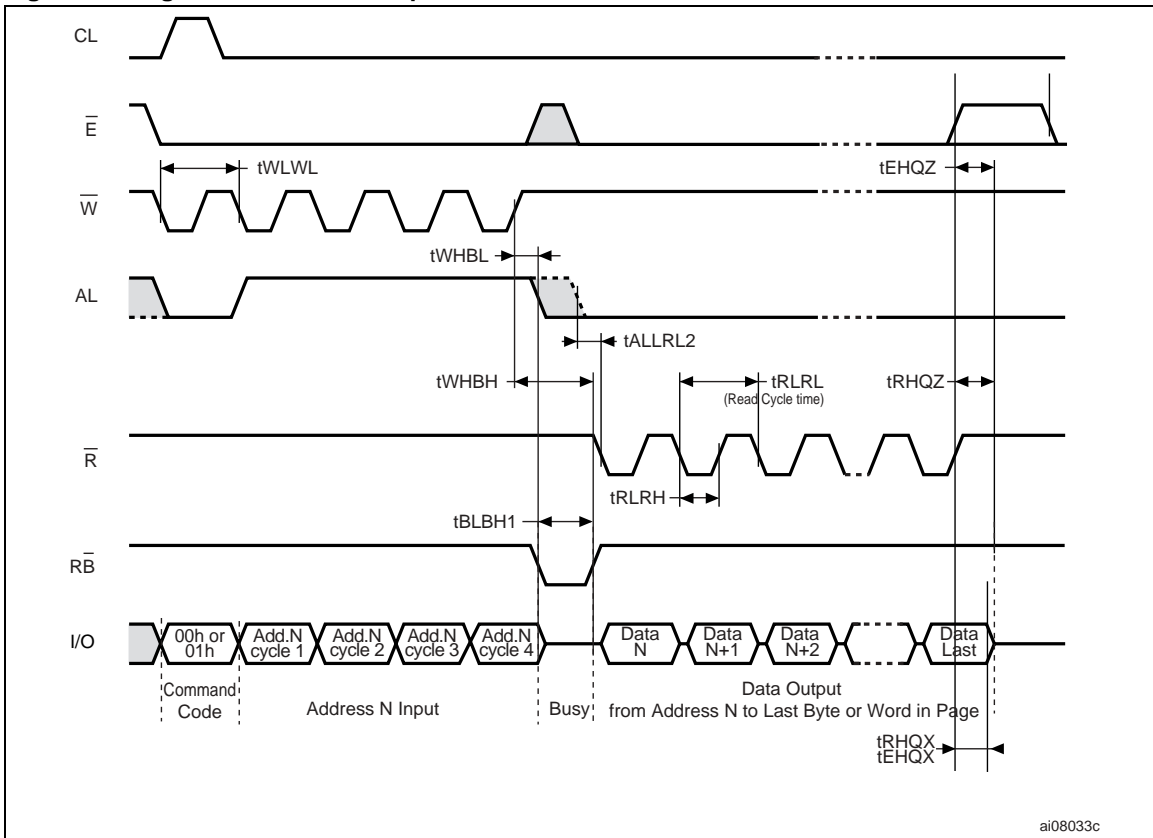 CL
E
tWLWL
tEHQZ
W
tWHBL
AL
tALLRL2
tWHBH
tRLRL
(Read Cycle time)
tRHQZ
R
tRLRH
tBLBH1
RB
I/O
00h or
01h
Add.N
cycle 1
Add.N
cycle 2
Add.N
cycle 3
Add.N
cycle 4
Data
N
Data
N+1
Data
N+2
Data
Last
Command
Code
Address N Input
Busy
Data Output
from Address N to Last Byte or Word in Page
tRHQX
tEHQX
ai08033c